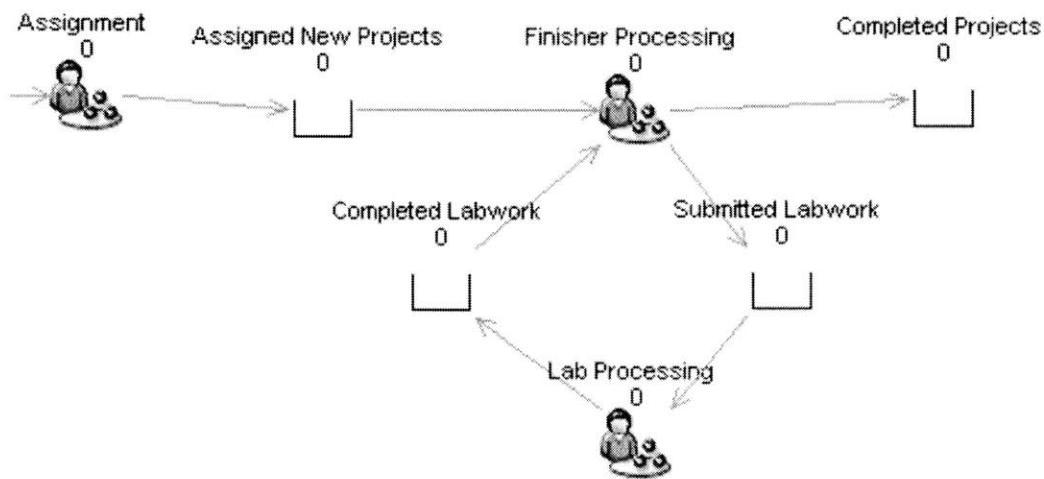 Assignment
0
Assigned New Projects
0
Finisher Processing
0
Completed Projects
0
Completed Labwork
0
Submitted Labwork
0
Lab Processing
0